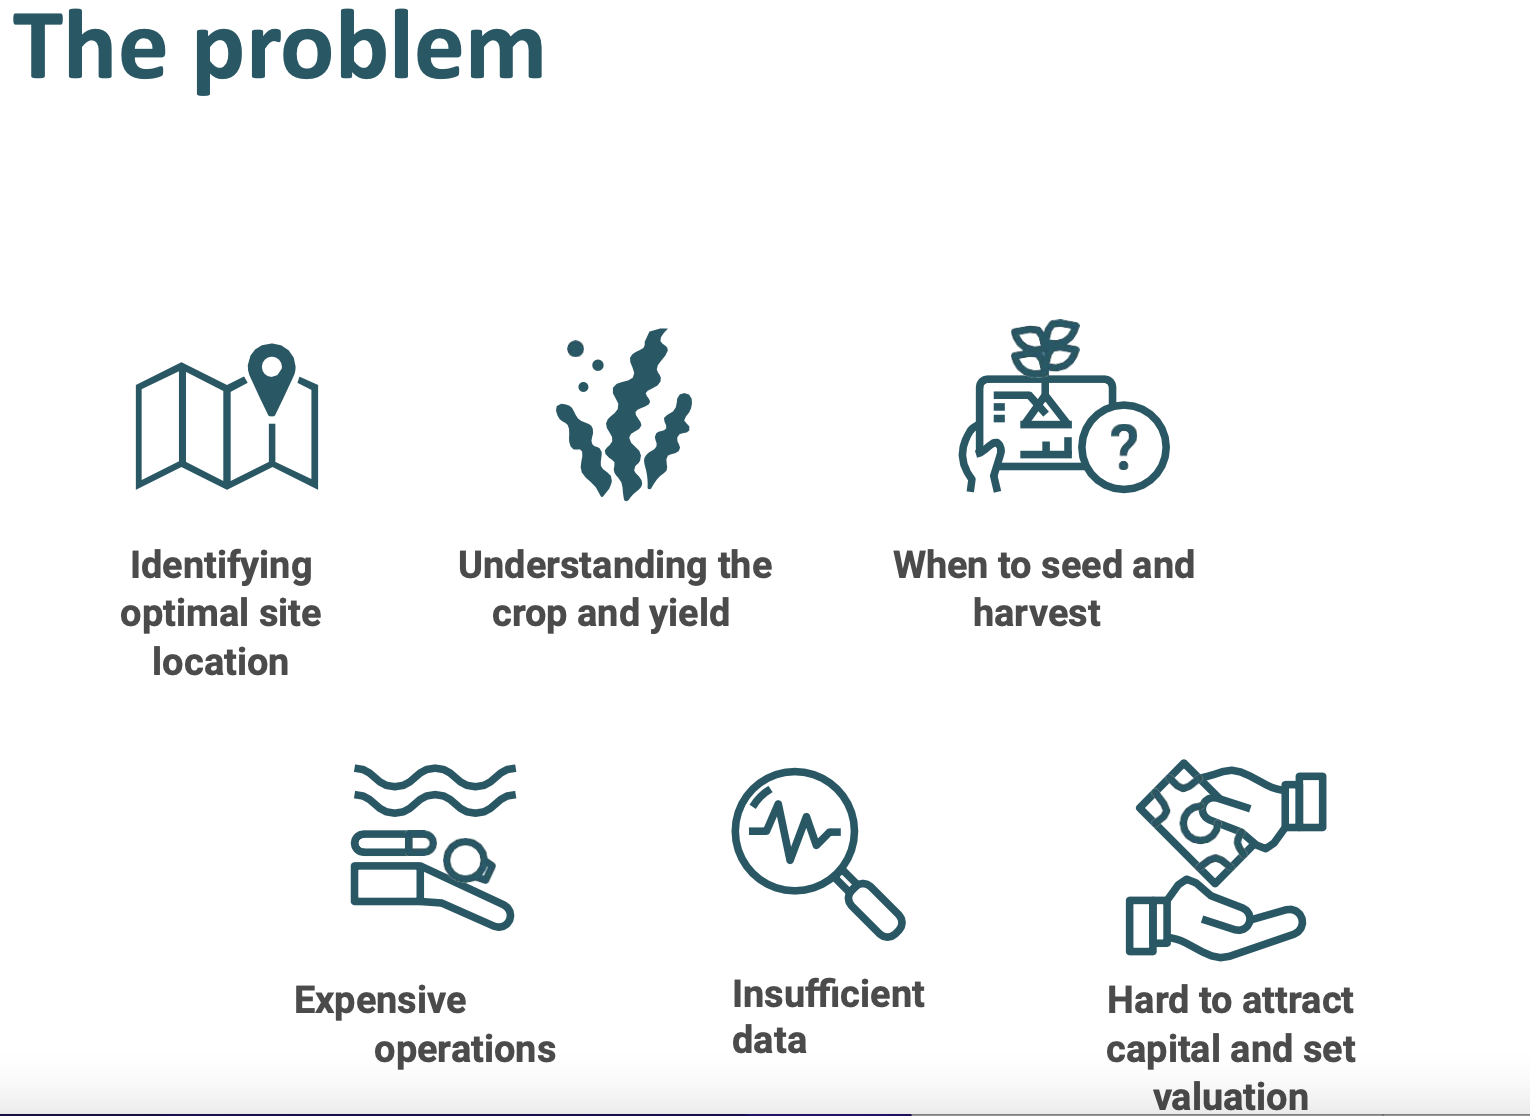 The problem
Identifying
optimal site
location
Understanding the
crop and yield
When to seed and
harvest
?
Expensive
operations
Insufficient
data
Hard to attract
capital and set
valuation